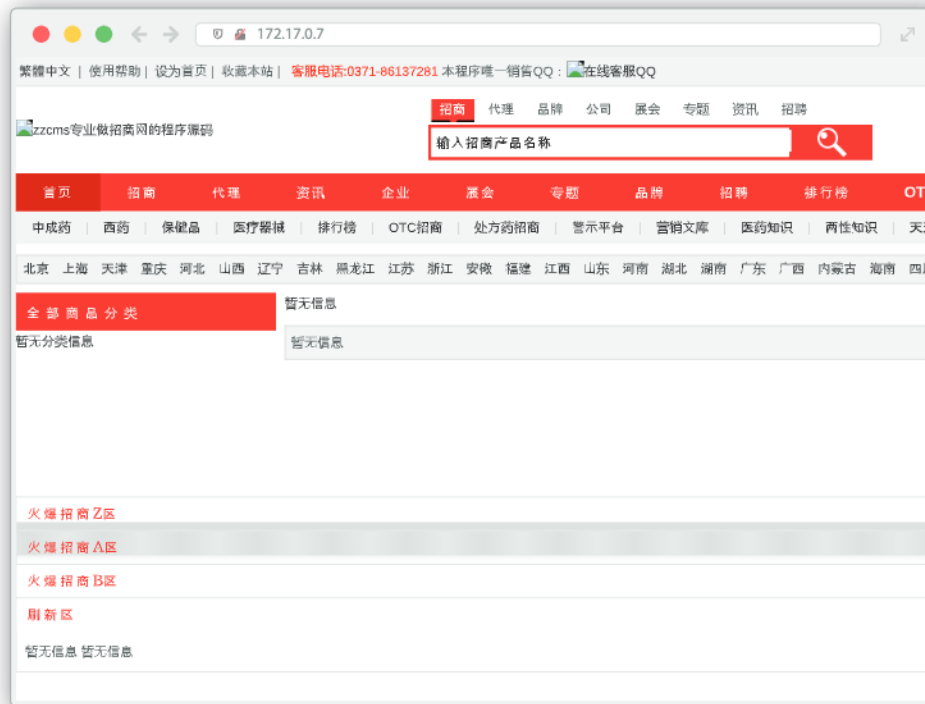 172.17.0.7
繁體中文 | 使用帮助 | 设为首页 | 收藏本站 | 客服电话:0371-86137281 本程序唯一销售QQ：在线客服QQ
招商 代理 品牌 公司 展会 专题 资讯 招聘
zzcms专业做招商网的程序源码
输入招商产品名称
首页 招商 代理 资讯 企业 展会 专题 品牌 招聘 排行榜 OT
中成药 | 西药 | 保健品 | 医疗器械 | 排行榜 | OTC招商 | 处方药招商 | 警示平台 | 营销文库 | 医药知识 | 两性知识 | 天
北京 上海 天津 重庆 河北 山西 辽宁 吉林 黑龙江 江苏 浙江 安徽 福建 江西 山东 河南 湖北 湖南 广东 广西 内蒙古 海南 四
全部商品分类
暂无信息
暂无分类信息
暂无信息
火爆招商Z区
火爆招商A区
火爆招商B区
刷新区
暂无信息 暂无信息